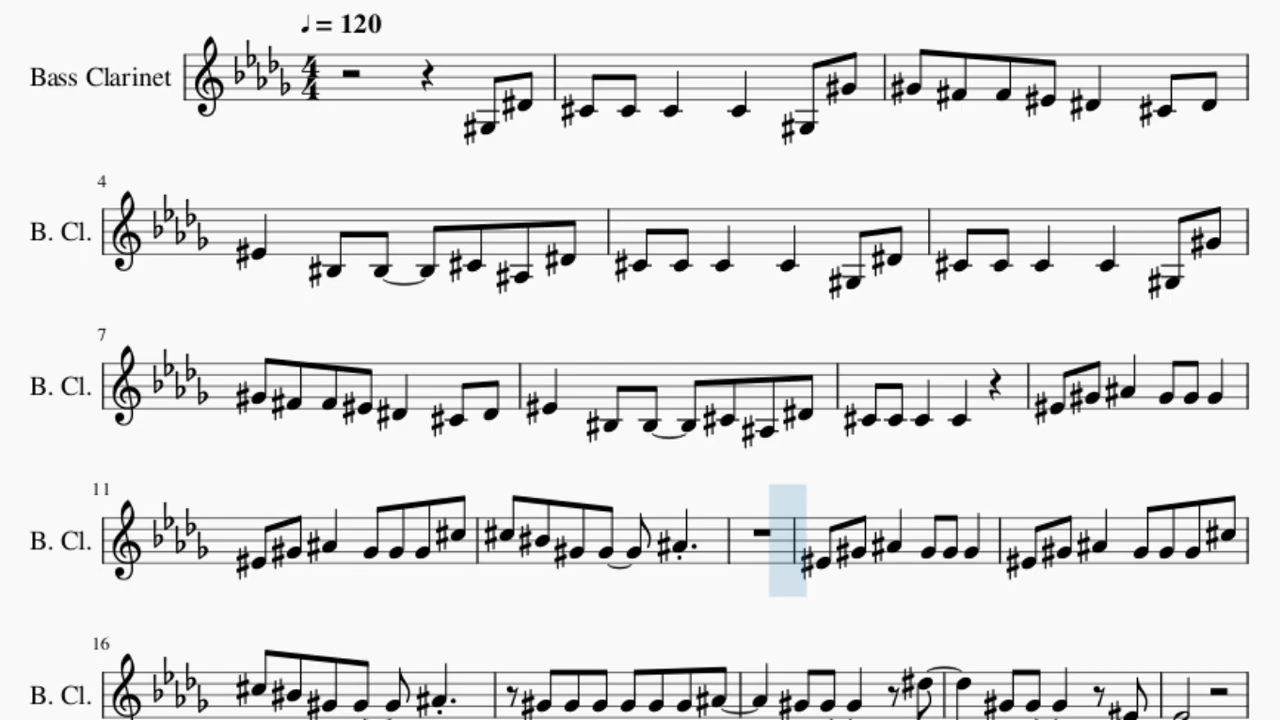 ♩ = 120
Bass Clarinet
4
4
4
B. Cl.
7
B. Cl.
11
B. Cl.
16
B. Cl.